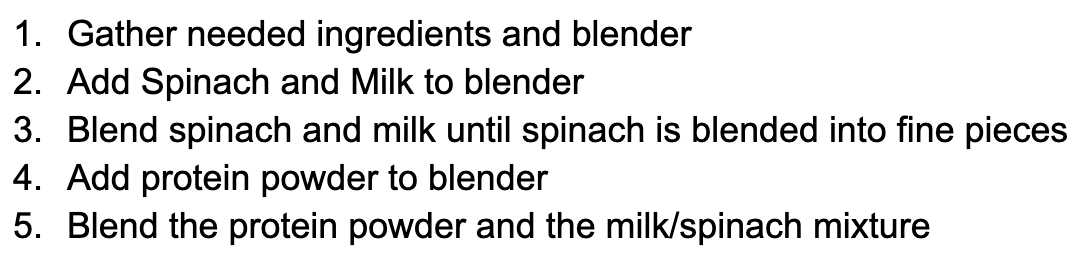 1. Gather needed ingredients and blender
2. Add Spinach and Milk to blender
3. Blend spinach and milk until spinach is blended into fine pieces
4. Add protein powder to blender
5. Blend the protein powder and the milk/spinach mixture